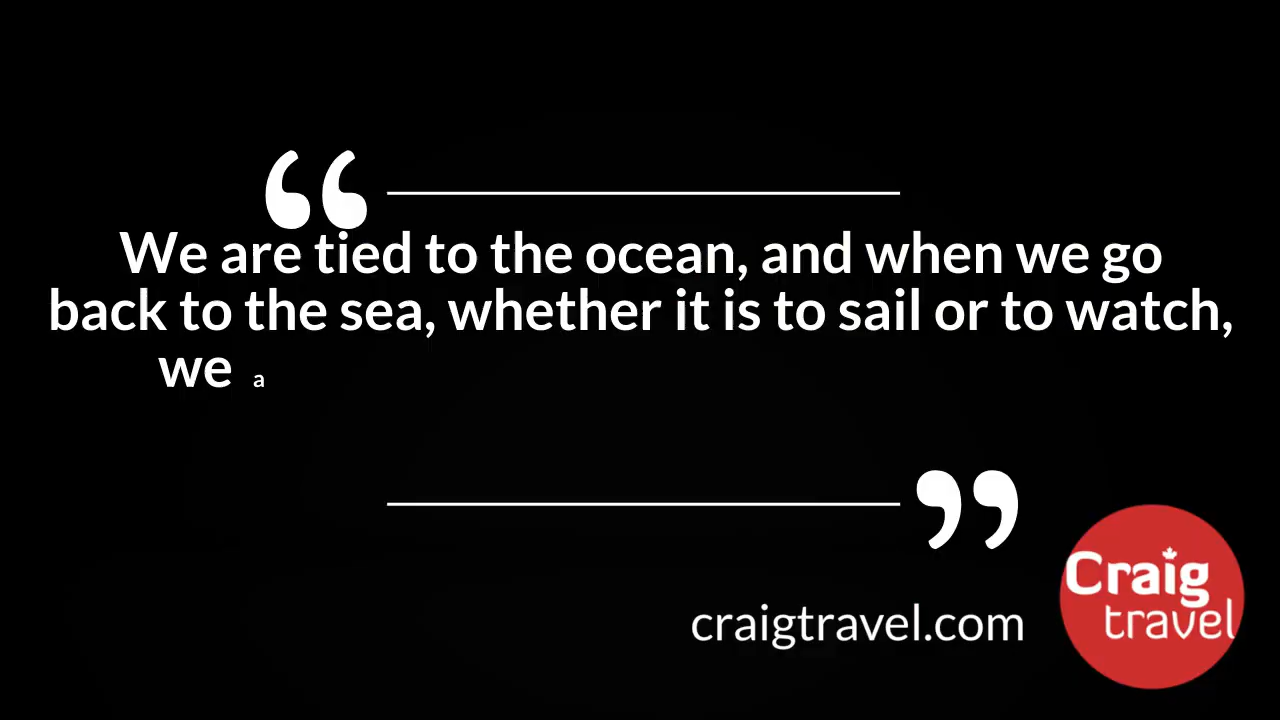 “
We are tied to the ocean, and when we go
back to the sea, whether it is to sail or to watch,
we a
”
craigtravel.com
Craig
travel